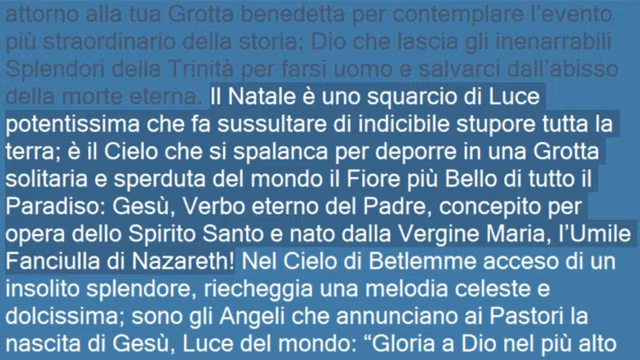 attorno alla tua Grotta benedetta per contemplare l'evento
più straordinario della storia: Dio che lascia gli inenarrabili
Splendori della Trinità per farsi uomo e salvarci dall'abisso
della morte eterna. Il Natale è uno squarcio di Luce
potentissima che fa sussultare di indicibile stupore tutta la
terra; è il Cielo che si spalanca per deporre in una Grotta
solitaria e sperduta del mondo il Fiore più Bello di tutto il
Paradiso: Gesù, Verbo eterno del Padre, concepito per
opera dello Spirito Santo e nato dalla Vergine Maria, l'Umile
Fanciulla di Nazareth! Nel Cielo di Betlemme acceso di un
insolito splendore, riecheggia una melodia celeste e
dolcissima; sono gli Angeli che annunciano ai Pastori la
nascita di Gesù, Luce del mondo: “Gloria a Dio nel più alto